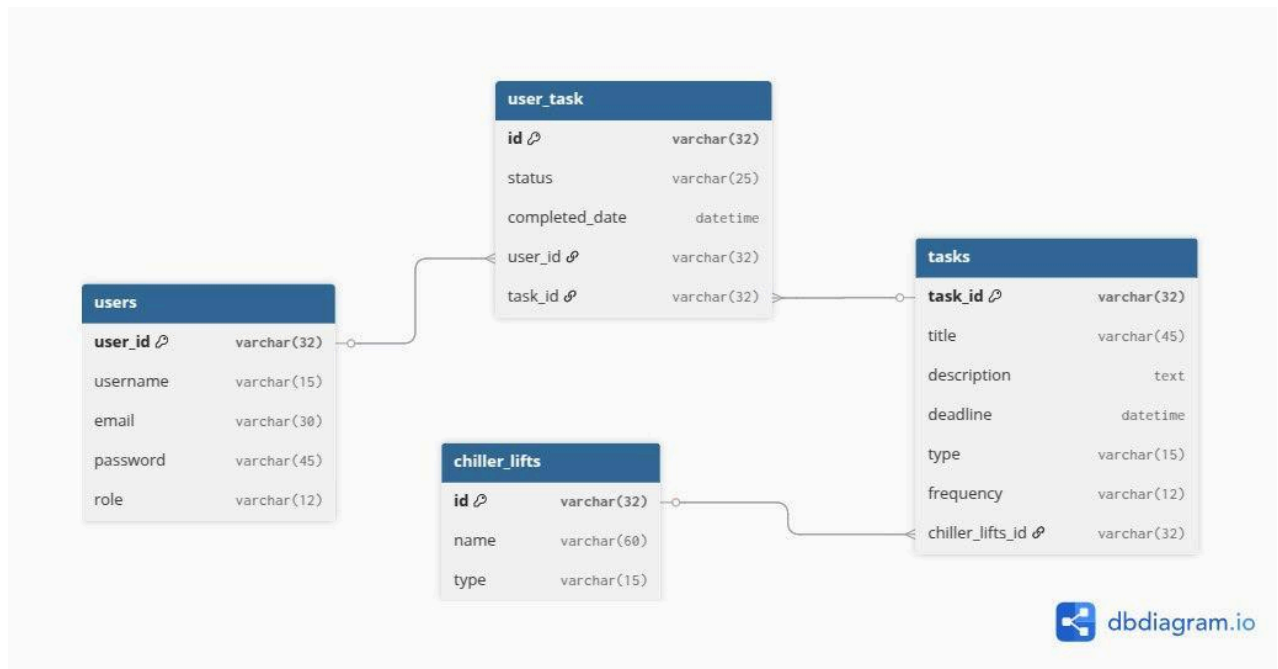 user_task
id varchar(32)
status varchar(25)
completed_date datetime
user_id varchar(32)
task_id varchar(32)
users
user_id varchar(32)
username varchar(15)
email varchar(30)
password varchar(45)
role varchar(12)
chiller_lifts
id varchar(32)
name varchar(60)
type varchar(15)
tasks
task_id varchar(32)
title varchar(45)
description text
deadline datetime
type varchar(15)
frequency varchar(12)
chiller_lifts_id varchar(32)
dbdiagram.io